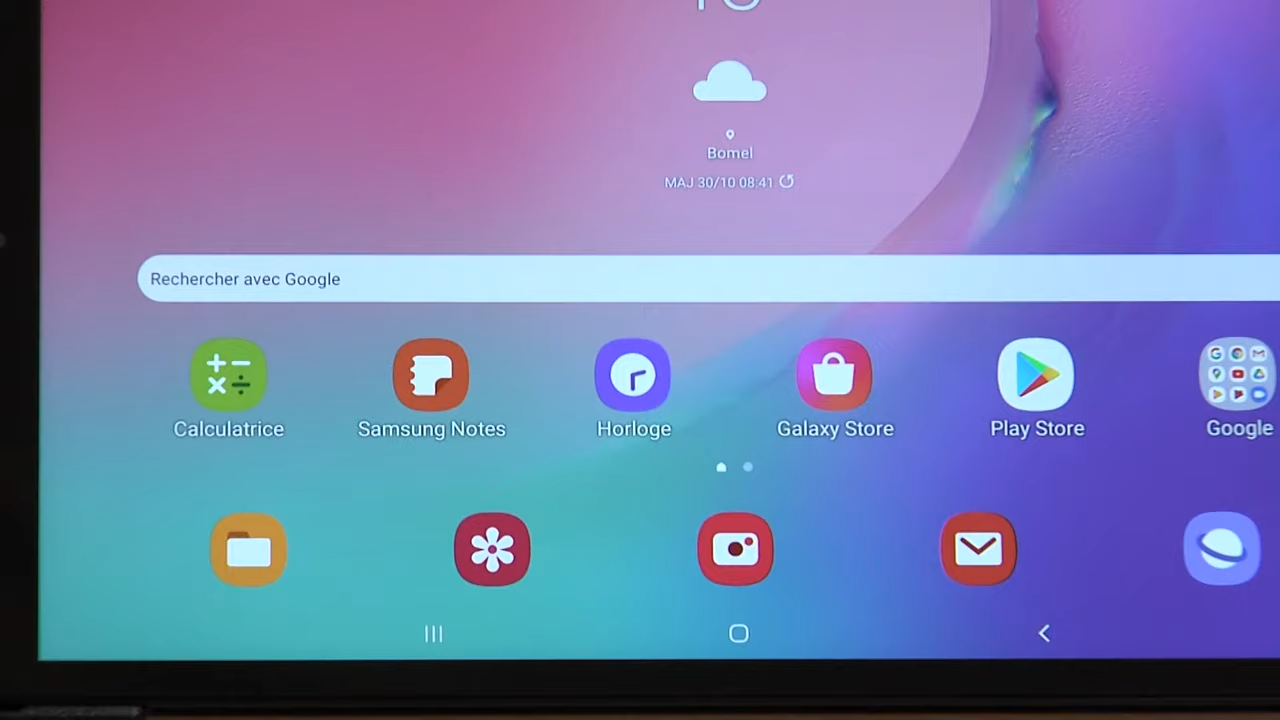 Bomel
MAJ 30/10 08:41
Rechercher avec Google
Calculatrice
Samsung Notes
Horloge
Galaxy Store
Play Store
Google